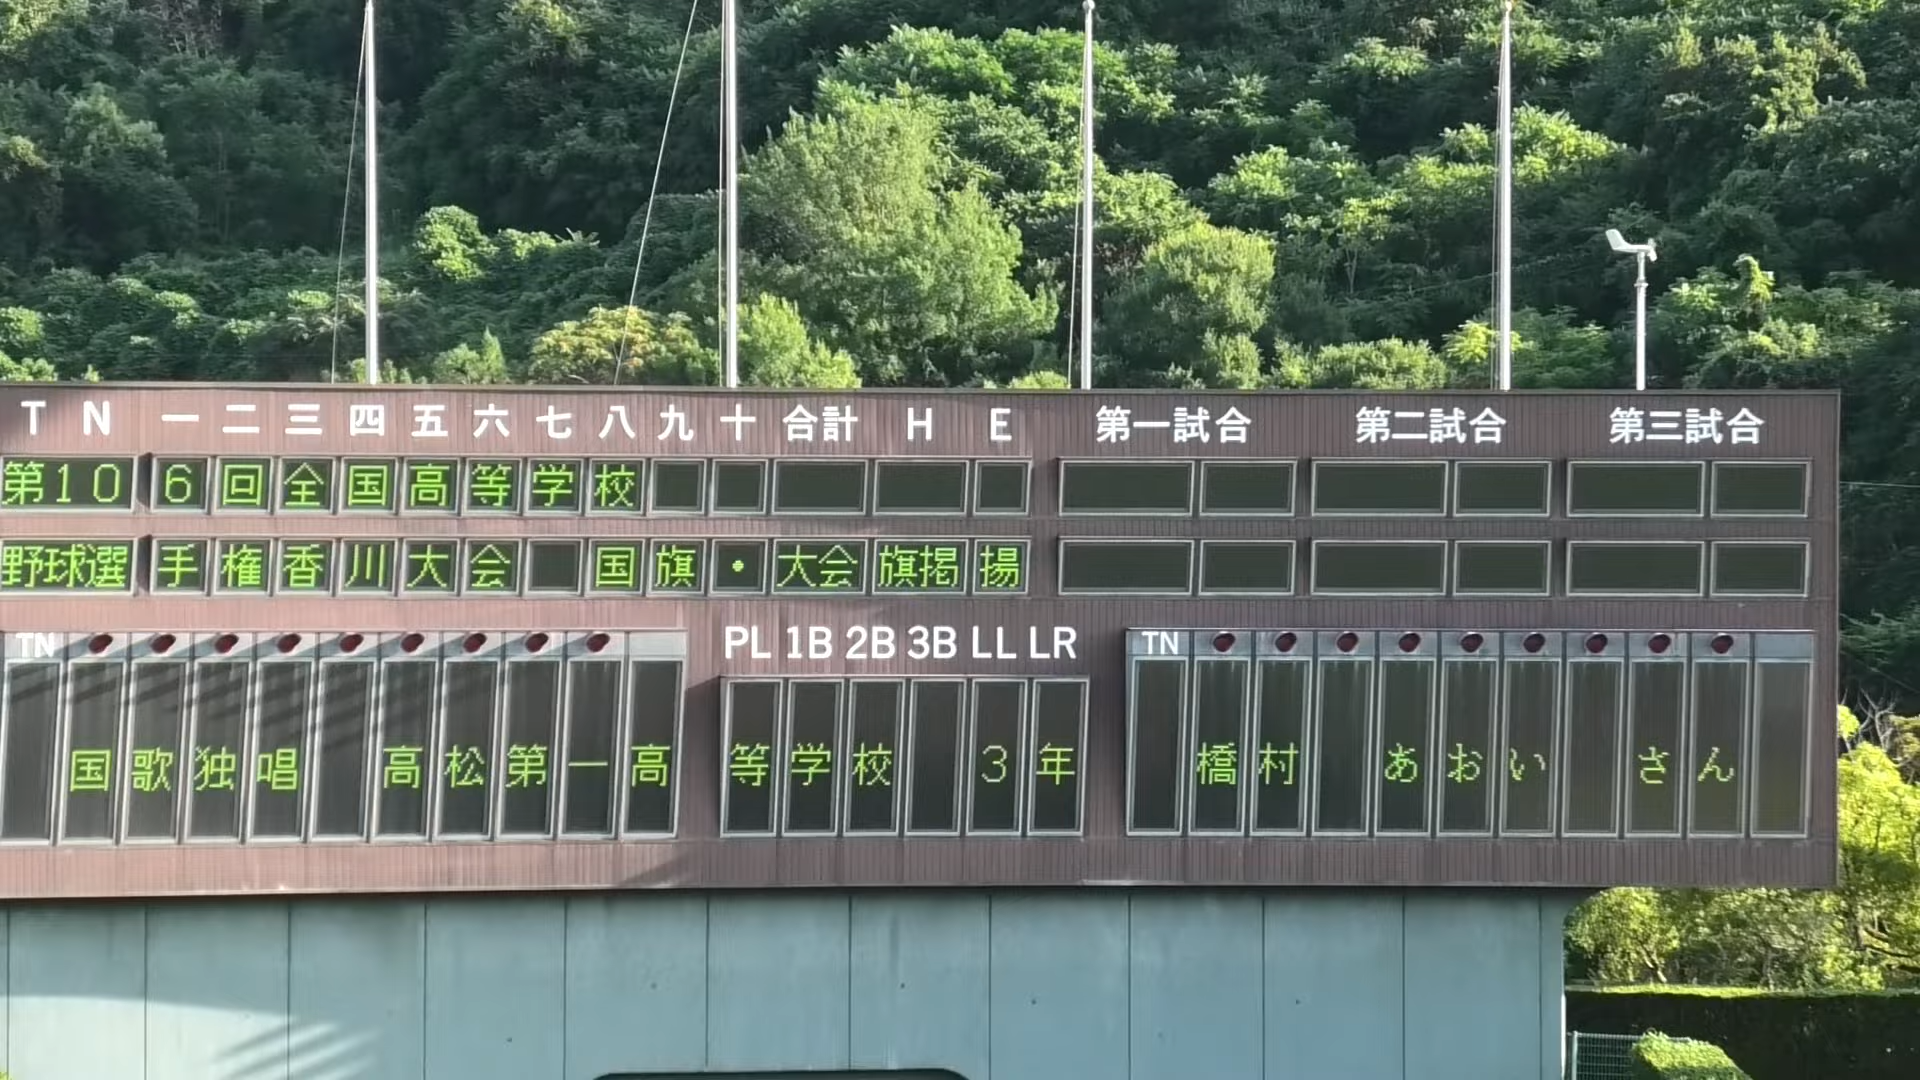 TN 一 二 三 四 五 六 七 八 九 十 合計 H E 第一試合 第二試合 第三試合
第106回全国高等学校
野球選手権香川大会 国旗・大会旗掲揚
TN PL 1B 2B 3B LL LR TN
国歌独唱 高松第一高等学校 3年 橋村 あおい さん